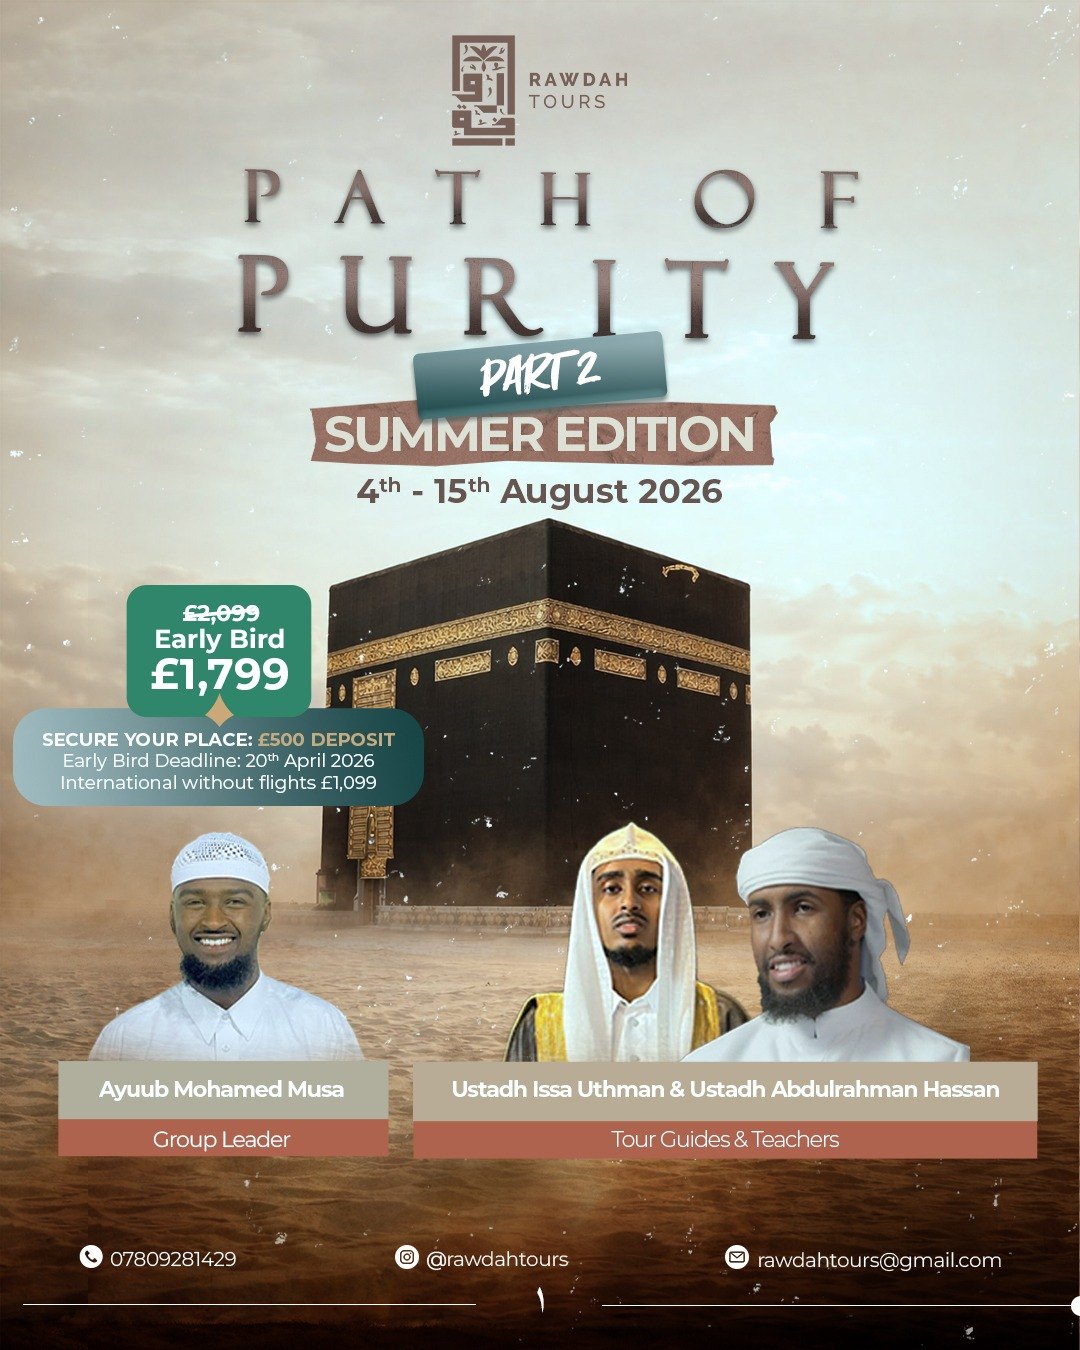 RAWDAH
TOURS
PATH OF
PURITY
PART 2
SUMMER EDITION
4th - 15th August 2026
£2,099
Early Bird
£1,799
SECURE YOUR PLACE: £500 DEPOSIT
Early Bird Deadline: 20th April 2026
International without flights £1,099
Ayuub Mohamed Musa
Group Leader
Ustadh Issa Uthman & Ustadh Abdulrahman Hassan
Tour Guides & Teachers
07809281429
@rawdahtours
rawdahtours@gmail.com